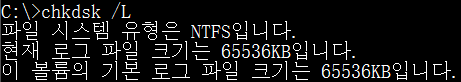 C:\>chkdsk /L
파일 시스템 유형은 NTFS입니다.
현재 로그 파일 크기는 65536KB입니다.
이 볼륨의 기본 로그 파일 크기는 65536KB입니다.